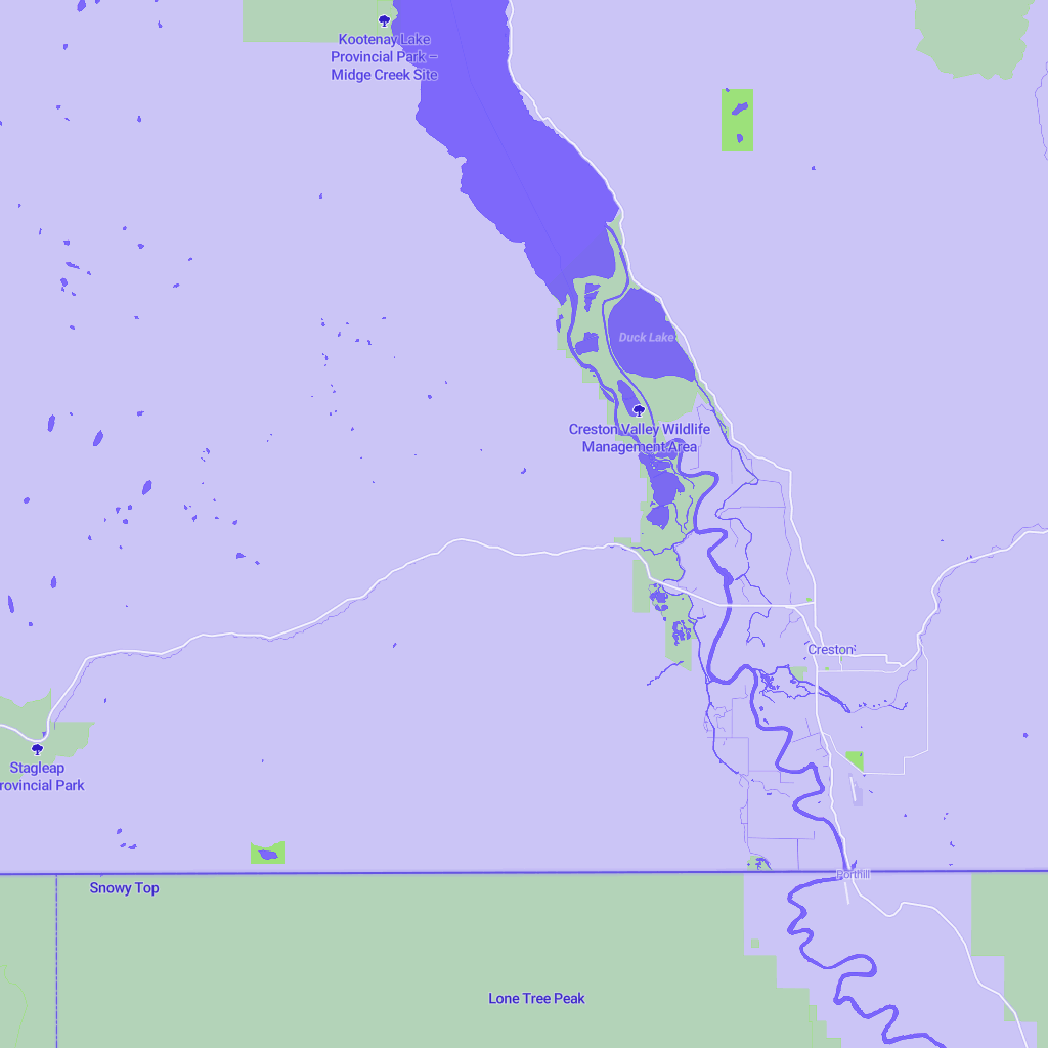 Kootenay Lake
Provincial Park –
Midge Creek Site
Duck Lake
Creston Valley Wildlife
Management Area
Creston
Stagleap
rovincial Park
Porthill
Snowy Top
Lone Tree Peak